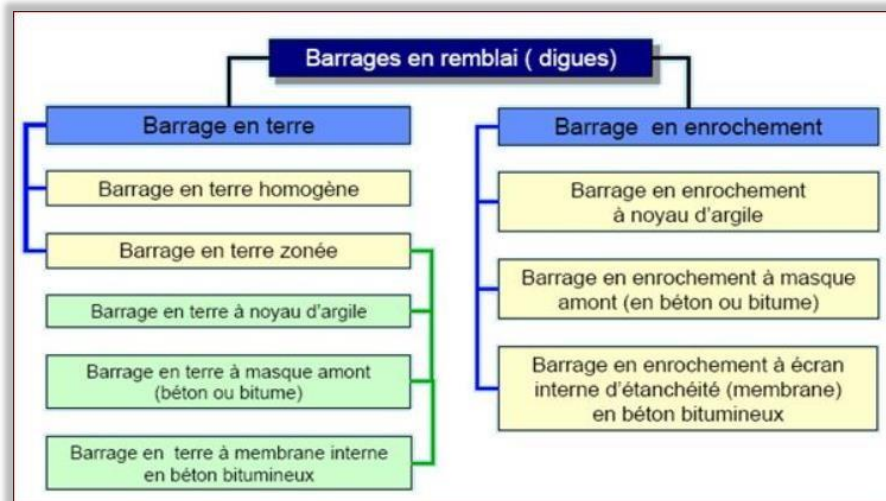 Barrages en remblai ( digues)
Barrage en terre
Barrage en terre homogène
Barrage en terre zonée
Barrage en terre à noyau d'argile
Barrage en terre à masque amont
(béton ou bitume)
Barrage en terre à membrane interne
en béton bitumineux
Barrage en enrochement
Barrage en enrochement
à noyau d'argile
Barrage en enrochement à masque
amont (en béton ou bitume)
Barrage en enrochement à écran
interne d'étanchéité (membrane)
en béton bitumineux